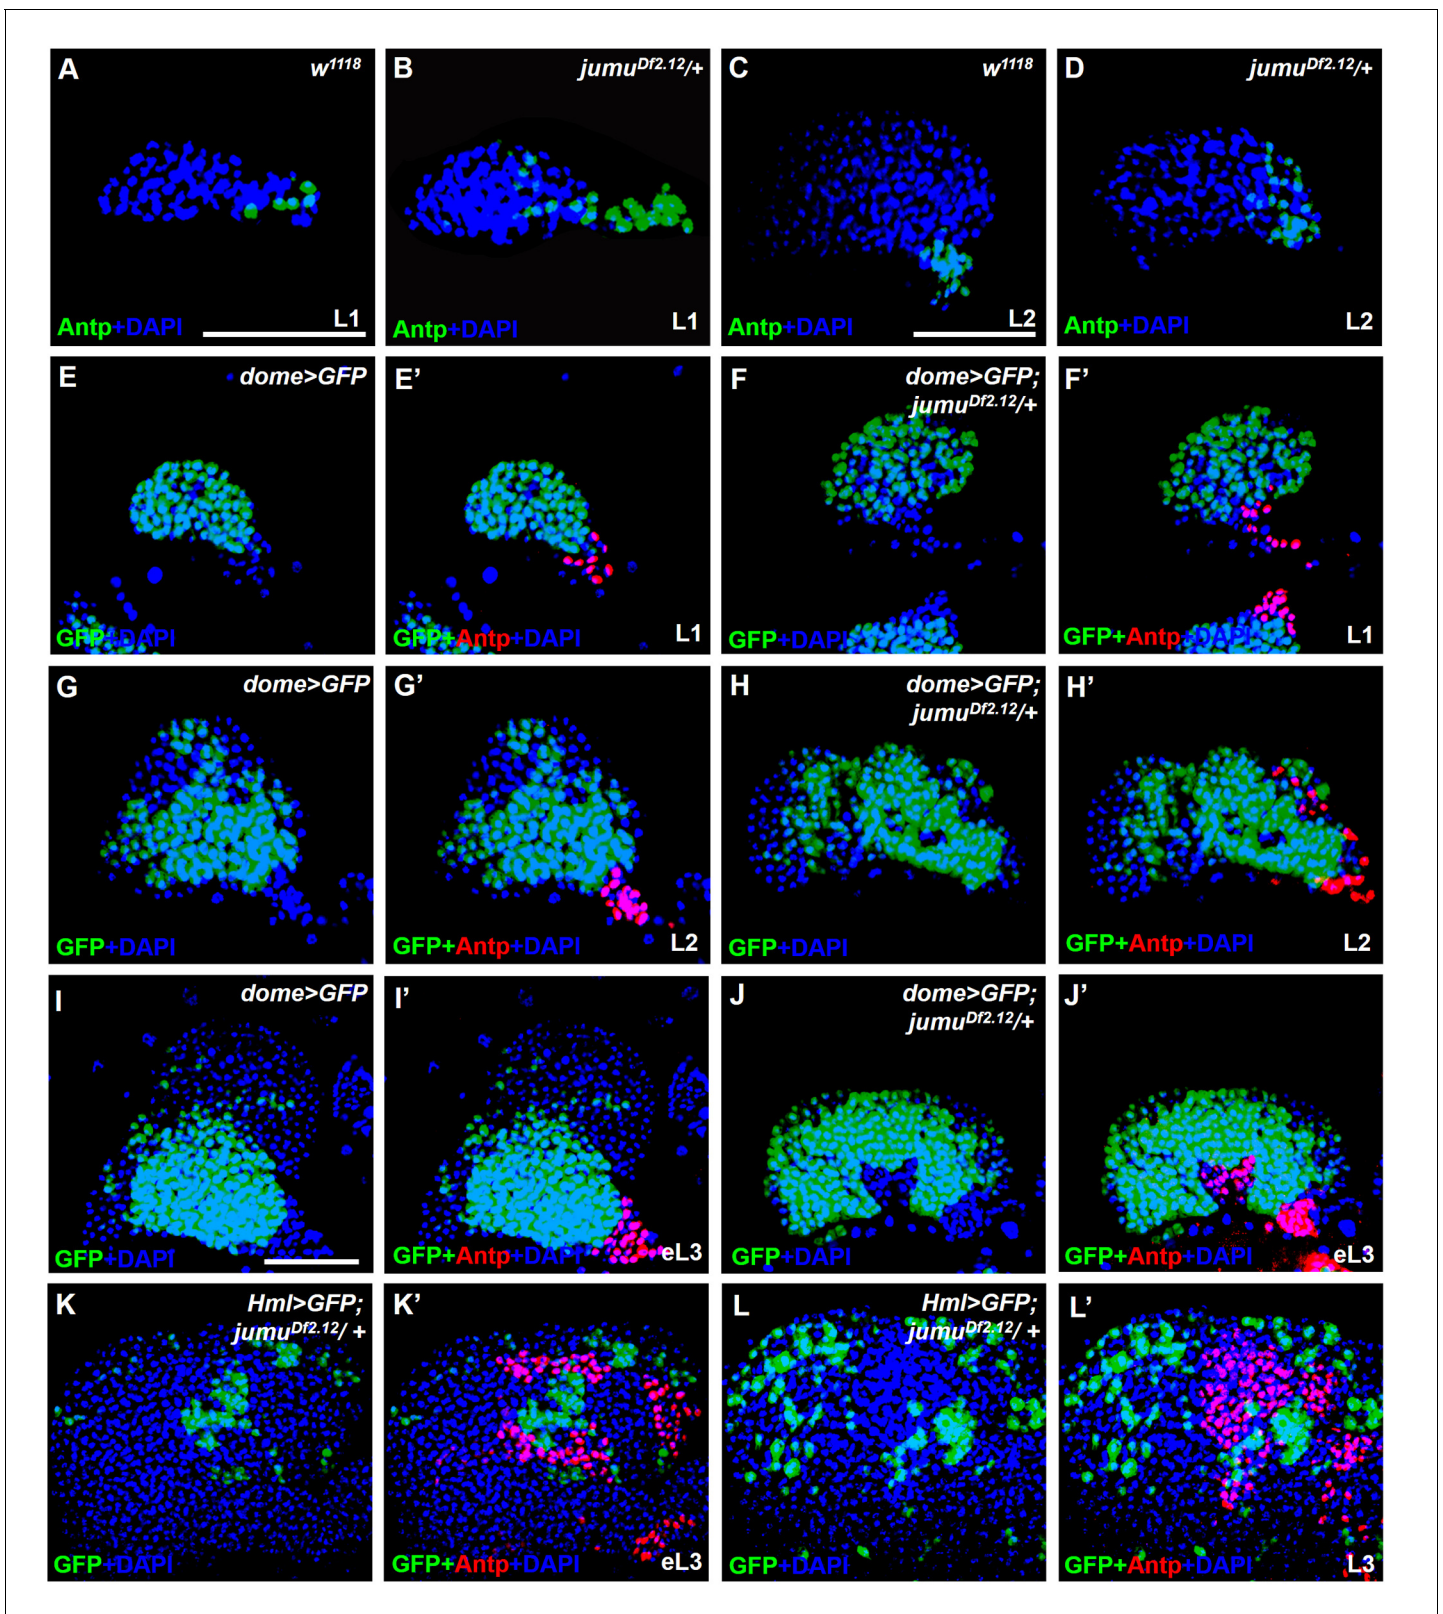 A w1118
Antp+DAPI L1
B jumuDf2.12/+
Antp+DAPI L1
C w1118
Antp+DAPI L2
D jumuDf2.12/+
Antp+DAPI L2
E dome>GFP
GFP+DAPI
E’
GFP+Antp+DAPI L1
F dome>GFP;
jumuDf2.12/+
GFP+DAPI
F’
GFP+Antp+DAPI L1
G dome>GFP
GFP+DAPI
G’
GFP+Antp+DAPI L2
H dome>GFP;
jumuDf2.12/+
GFP+DAPI
H’
GFP+Antp+DAPI L2
I dome>GFP
GFP+DAPI
I’
GFP+Antp+DAPI eL3
J dome>GFP;
jumuDf2.12/+
GFP+DAPI
J’
GFP+Antp+DAPI eL3
K Hml>GFP;
jumuDf2.12/ +
GFP+DAPI
K’
GFP+Antp+DAPI eL3
L Hml>GFP;
jumuDf2.12/ +
GFP+DAPI
L’
GFP+Antp+DAPI L3